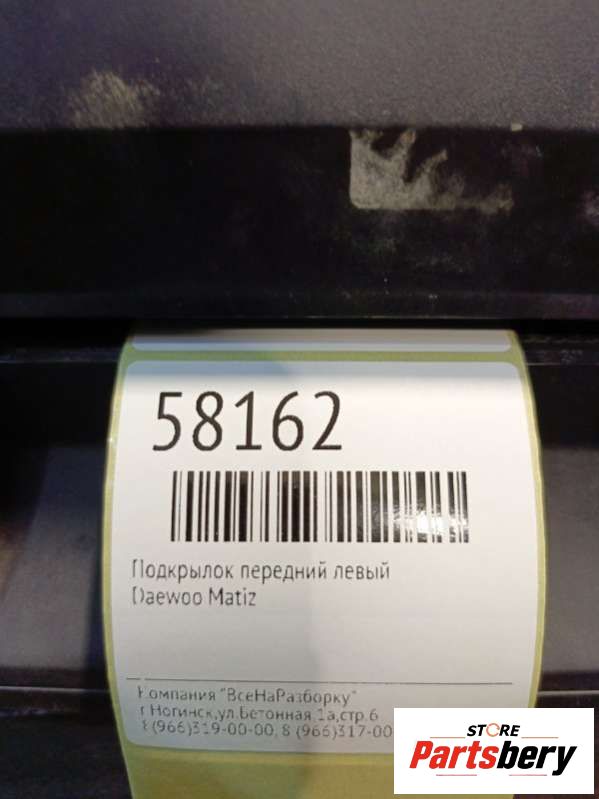 58162
Подкрылок передний левый
Daewoo Matiz
Компания "ВсеНаРазборку"
г.Ногинск,ул.Бетонная,1а,стр.6
8 (966)319-00-00, 8 (966)317-00
STORE
Partsbery